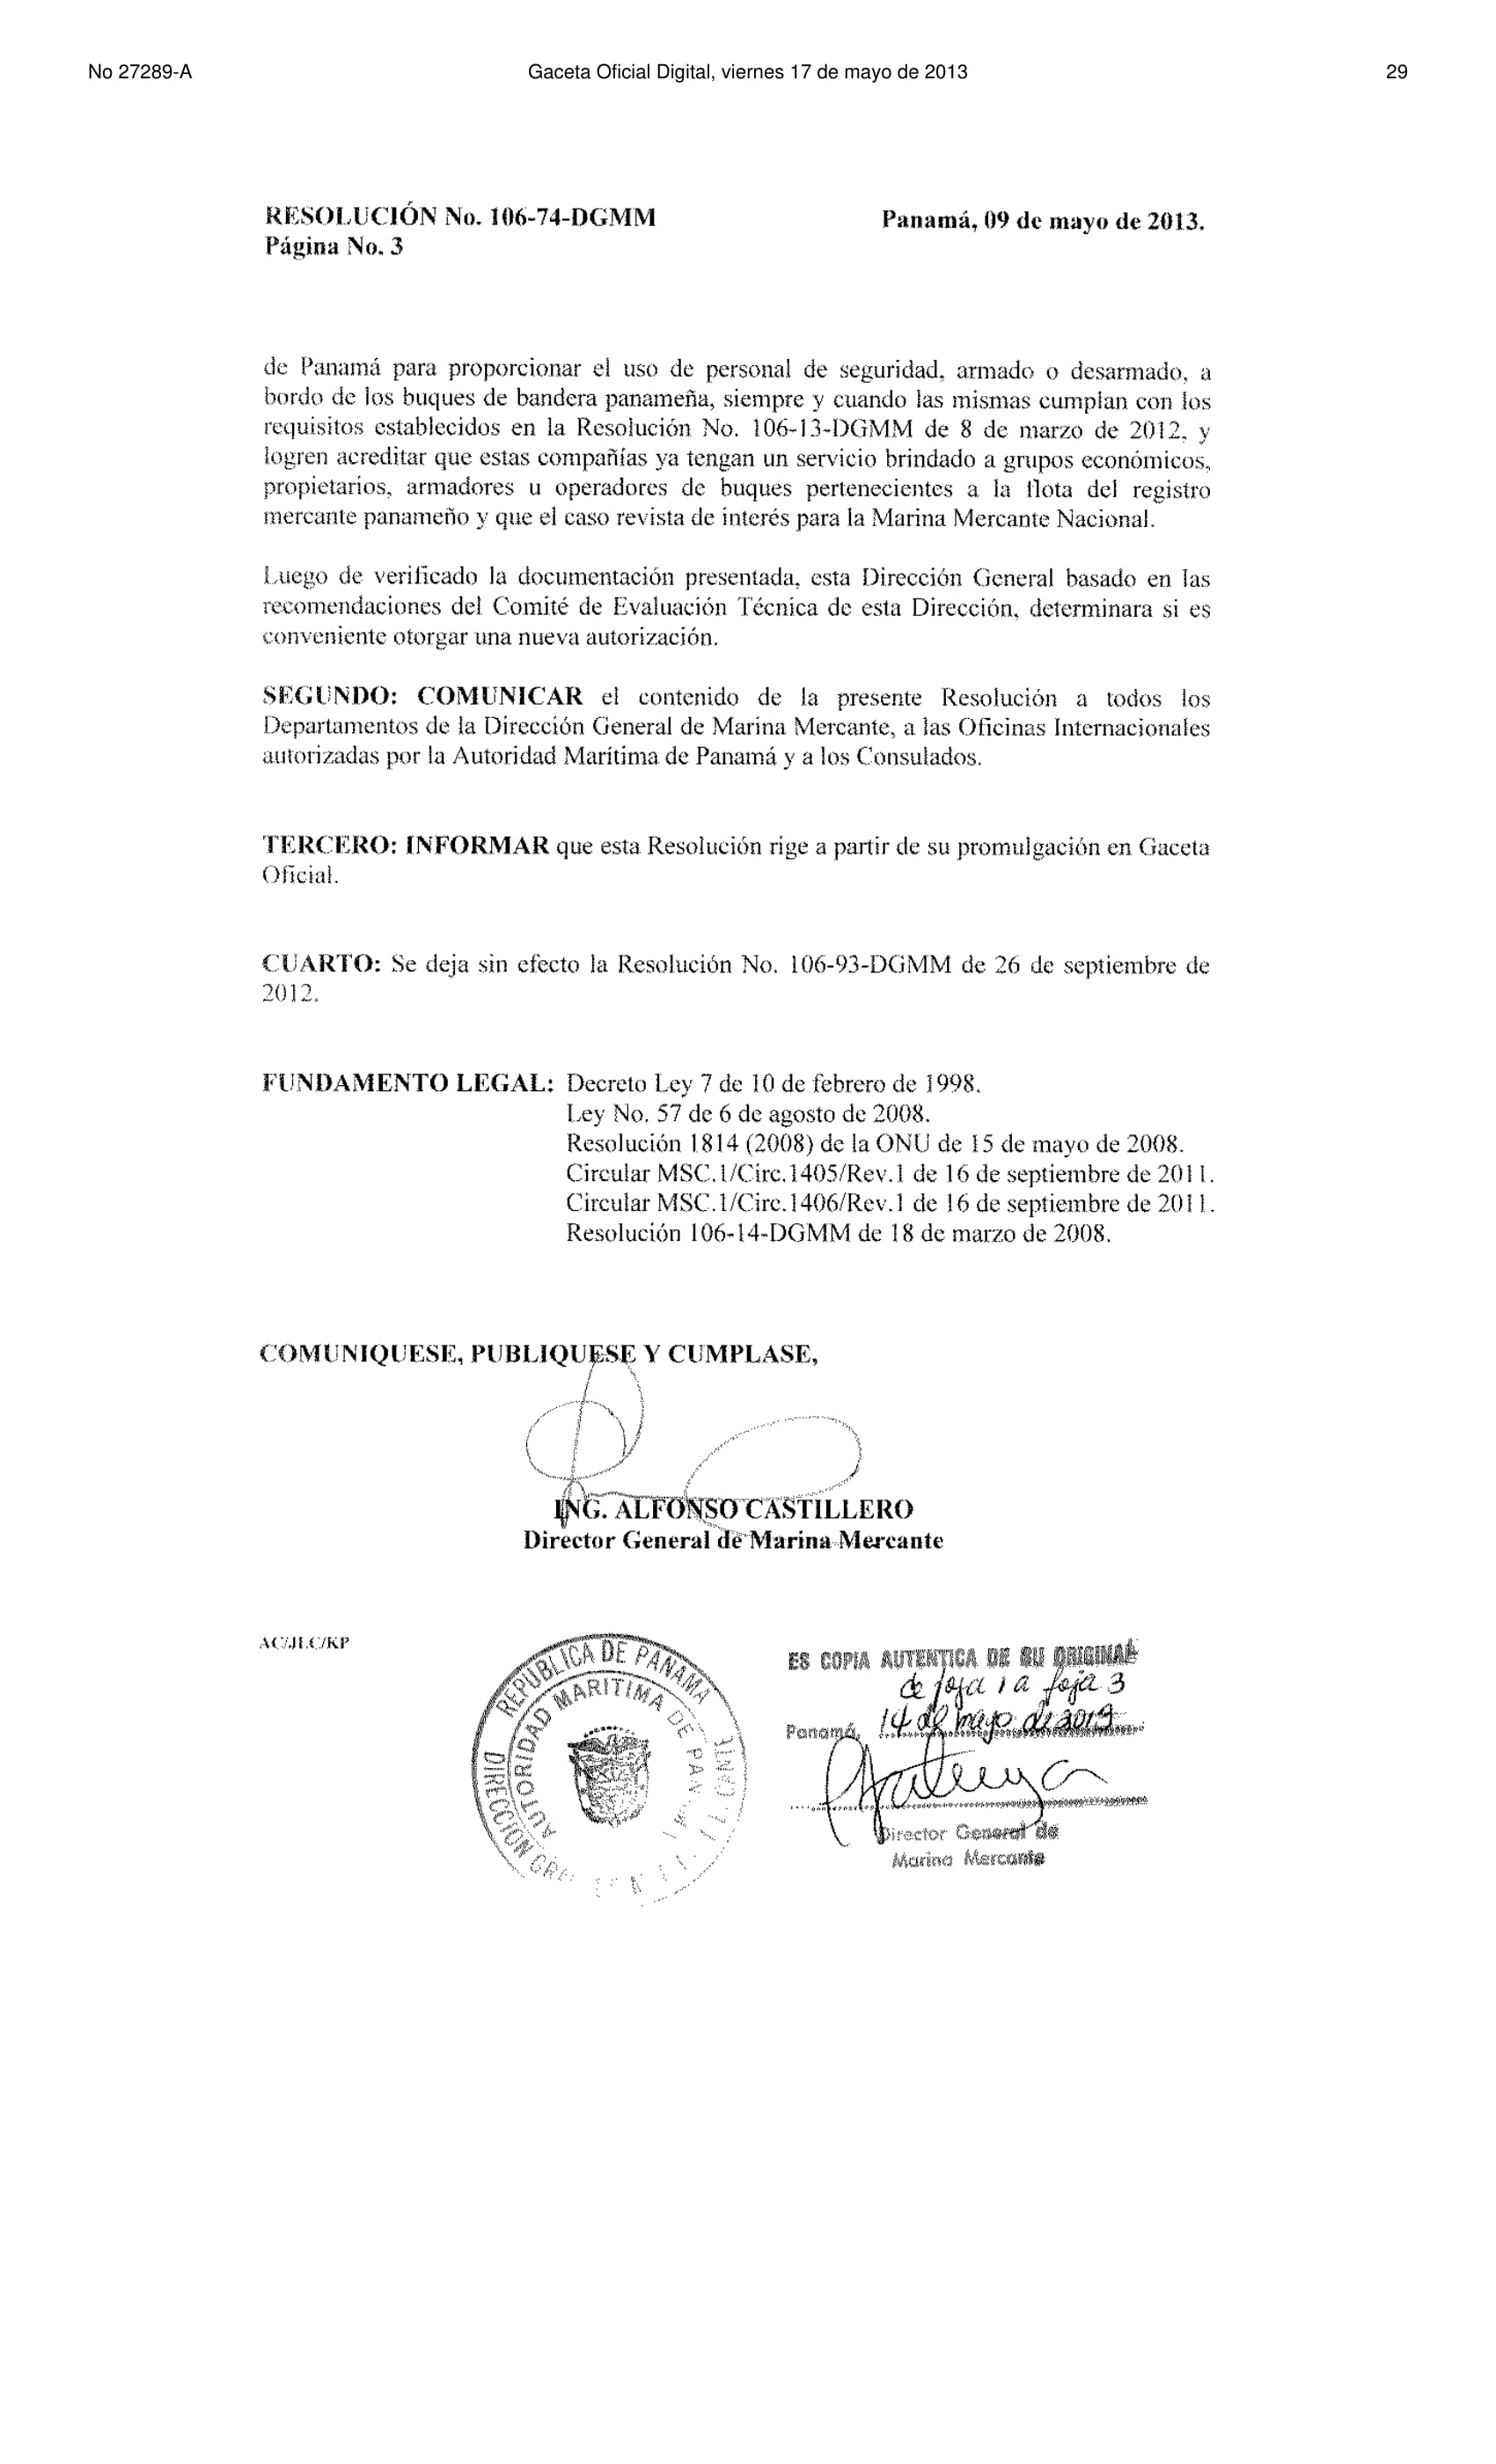 No 27289-A Gaceta Oficial Digital, viernes 17 de mayo de 2013 29
RESOLUCIÓN No. 106-74-DGMM Panamá, 09 de mayo de 2013.
Página No. 3
de Panamá para proporcionar el uso de personal de seguridad, armado o desarmado, a
bordo de los buques de bandera panameña, siempre y cuando las mismas cumplan con los
requisitos establecidos en la Resolución No. 106-13-DGMM de 8 de marzo de 2012, y
logren acreditar que estas compañías ya tengan un servicio brindado a grupos económicos,
propietarios, armadores u operadores de buques pertenecientes a la flota del registro
mercante panameño y que el caso revista de interés para la Marina Mercante Nacional.
Luego de verificado la documentación presentada, esta Dirección General basado en las
recomendaciones del Comité de Evaluación Técnica de esta Dirección, determinara si es
conveniente otorgar una nueva autorización.
SEGUNDO: COMUNICAR el contenido de la presente Resolución a todos los
Departamentos de la Dirección General de Marina Mercante, a las Oficinas Internacionales
autorizadas por la Autoridad Marítima de Panamá y a los Consulados.
TERCERO: INFORMAR que esta Resolución rige a partir de su promulgación en Gaceta
Oficial.
CUARTO: Se deja sin efecto la Resolución No. 106-93-DGMM de 26 de septiembre de
2012.
FUNDAMENTO LEGAL: Decreto Ley 7 de 10 de febrero de 1998.
Ley No. 57 de 6 de agosto de 2008.
Resolución 1814 (2008) de la ONU de 15 de mayo de 2008.
Circular MSC.1/Circ.1405/Rev.1 de 16 de septiembre de 2011.
Circular MSC.1/Circ.1406/Rev.1 de 16 de septiembre de 2011.
Resolución 106-14-DGMM de 18 de marzo de 2008.
COMUNIQUESE, PUBLIQUESE Y CUMPLASE,
ING. ALFONSO CASTILLERO
Director General de Marina Mercante
AC/JLC/KP
REPUBLICA DE PANAMA
AUTORIDAD MARITIMA DE
DIRECCION
ES COPIA AUTENTICA DE SU ORIGINAL
de foja 1 a foja 3
Panamá, 14 de mayo de 2013
Director General de
Marina Mercante